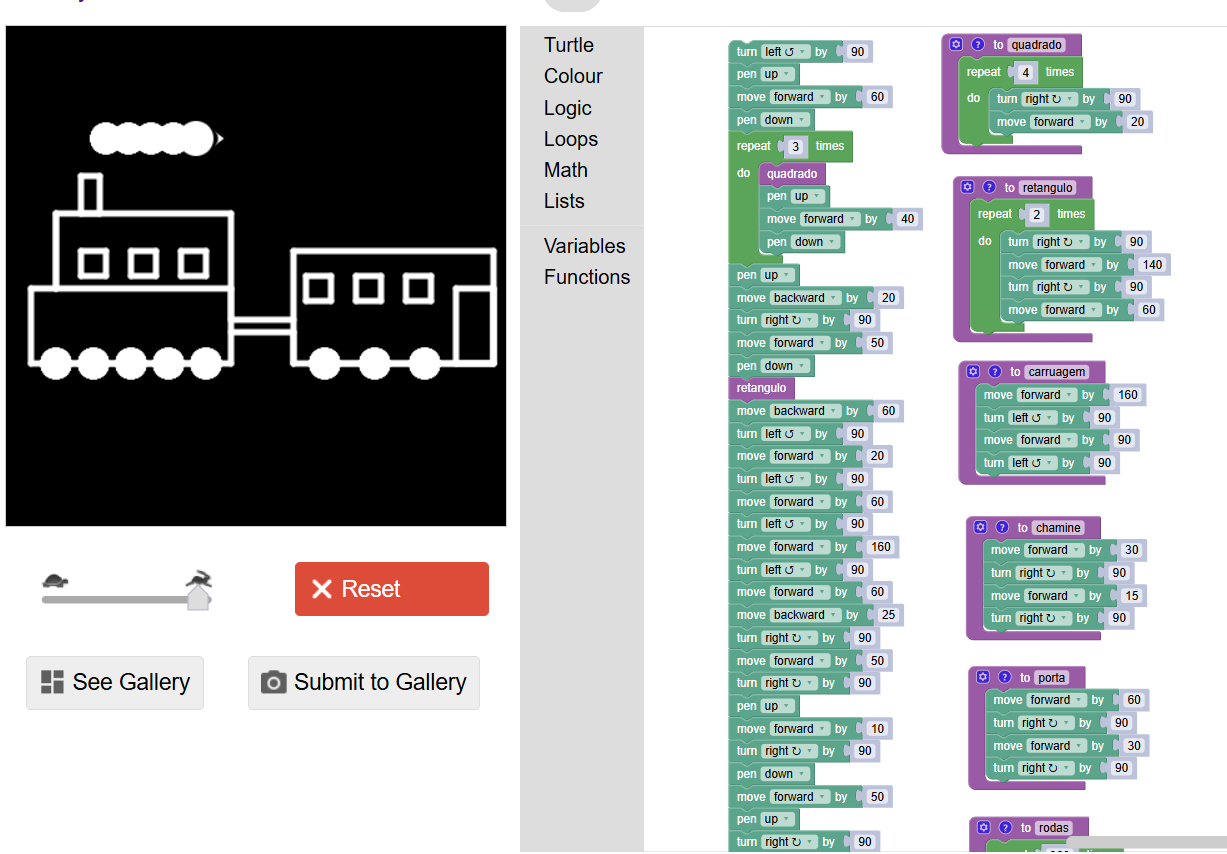 ✕ Reset
See Gallery
Submit to Gallery
Turtle
Colour
Logic
Loops
Math
Lists
Variables
Functions
turn left ↺ by 90
pen up
move forward by 60
pen down
repeat 3 times
do quadrado
pen up
move forward by 40
pen down
pen up
move backward by 20
turn right ↻ by 90
move forward by 50
pen down
retangulo
move backward by 60
turn left ↺ by 90
move forward by 20
turn left ↺ by 90
move forward by 60
turn left ↺ by 90
move forward by 160
turn left ↺ by 90
move forward by 60
move backward by 25
turn right ↻ by 90
move forward by 50
turn right ↻ by 90
pen up
move forward by 10
turn right ↻ by 90
pen down
move forward by 50
pen up
turn right ↻ by 90
? to quadrado
repeat 4 times
do turn right ↻ by 90
move forward by 20
? to retangulo
repeat 2 times
do turn right ↻ by 90
move forward by 140
turn right ↻ by 90
move forward by 60
? to carruagem
move forward by 160
turn left ↺ by 90
move forward by 90
turn left ↺ by 90
? to chamine
move forward by 30
turn right ↻ by 90
move forward by 15
turn right ↻ by 90
? to porta
move forward by 60
turn right ↻ by 90
move forward by 30
turn right ↻ by 90
? to rodas